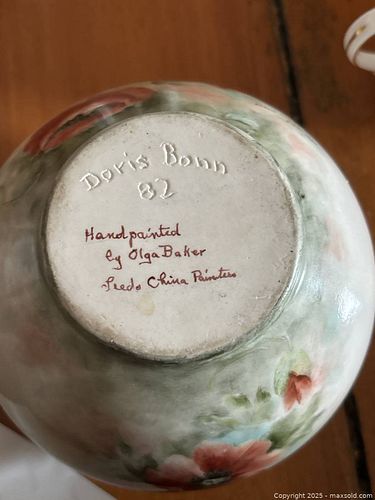 Doris Bonn
82
Handpainted
by Olga Baker
Leeds China Painters
Copyright 2025 - maxsold.com